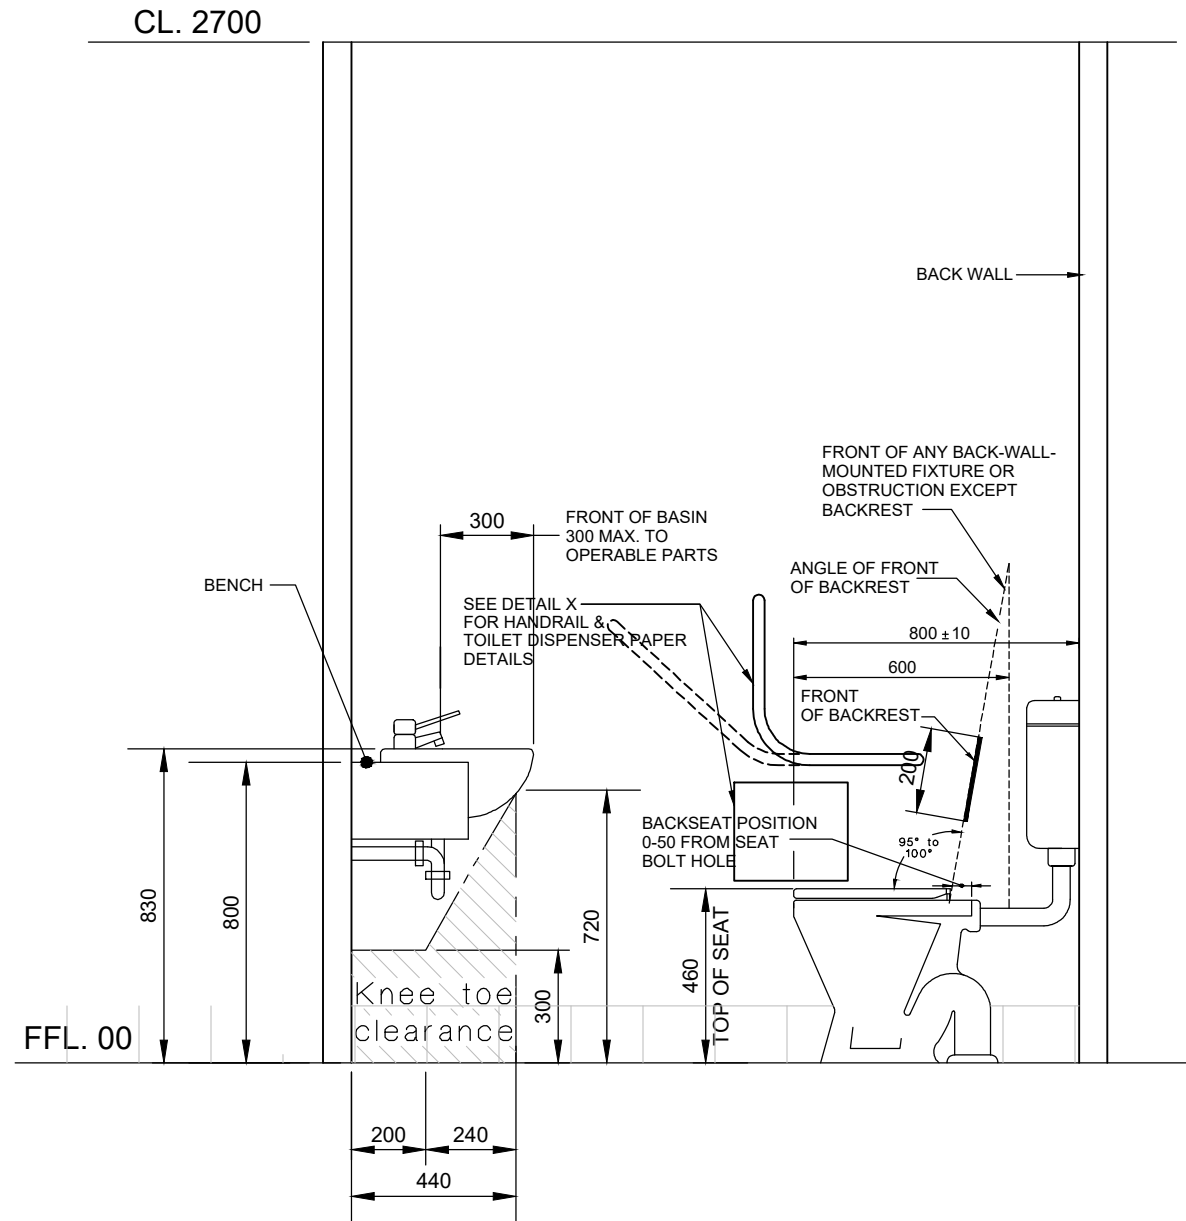 CL. 2700
BACK WALL
FRONT OF ANY BACK-WALL-
MOUNTED FIXTURE OR
OBSTRUCTION EXCEPT
BACKREST
300
FRONT OF BASIN
300 MAX. TO
OPERABLE PARTS
ANGLE OF FRONT
OF BACKREST
BENCH
SEE DETAIL X
FOR HANDRAIL &
TOILET DISPENSER PAPER
DETAILS
800 ±10
600
FRONT
OF BACKREST
200
BACKSEAT POSITION
0-50 FROM SEAT
BOLT HOLE
95° to
100°
830
800
720
460
TOP OF SEAT
300
Knee toe
clearance
FFL. 00
200
240
440